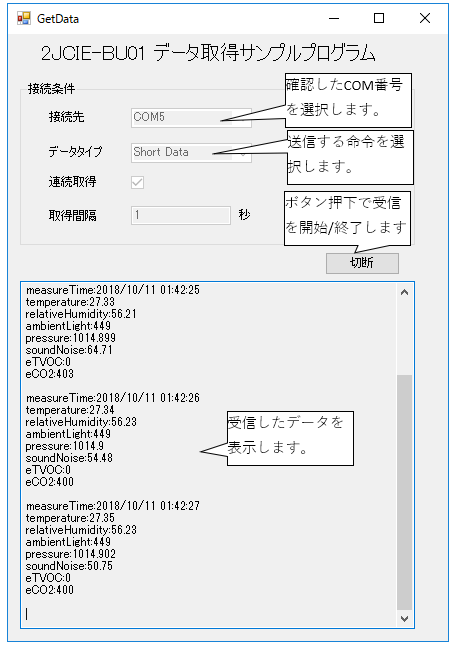 GetData
2JCIE-BU01 データ取得サンプルプログラム
接続条件
確認したCOM番号
を選択します。
接続先
COM5
送信する命令を選
択します。
データタイプ
Short Data
連続取得
ボタン押下で受信
を開始/終了します
取得間隔
1
秒
切断
measureTime:2018/10/11 01:42:25
temperature:27.33
relativeHumidity:56.21
ambientLight:449
pressure:1014.899
soundNoise:64.71
eTVOC:0
eCO2:403
measureTime:2018/10/11 01:42:26
temperature:27.34
relativeHumidity:56.23
ambientLight:449
pressure:1014.9
soundNoise:54.48
eTVOC:0
eCO2:400
受信したデータを
表示します。
measureTime:2018/10/11 01:42:27
temperature:27.35
relativeHumidity:56.23
ambientLight:449
pressure:1014.902
soundNoise:50.75
eTVOC:0
eCO2:400